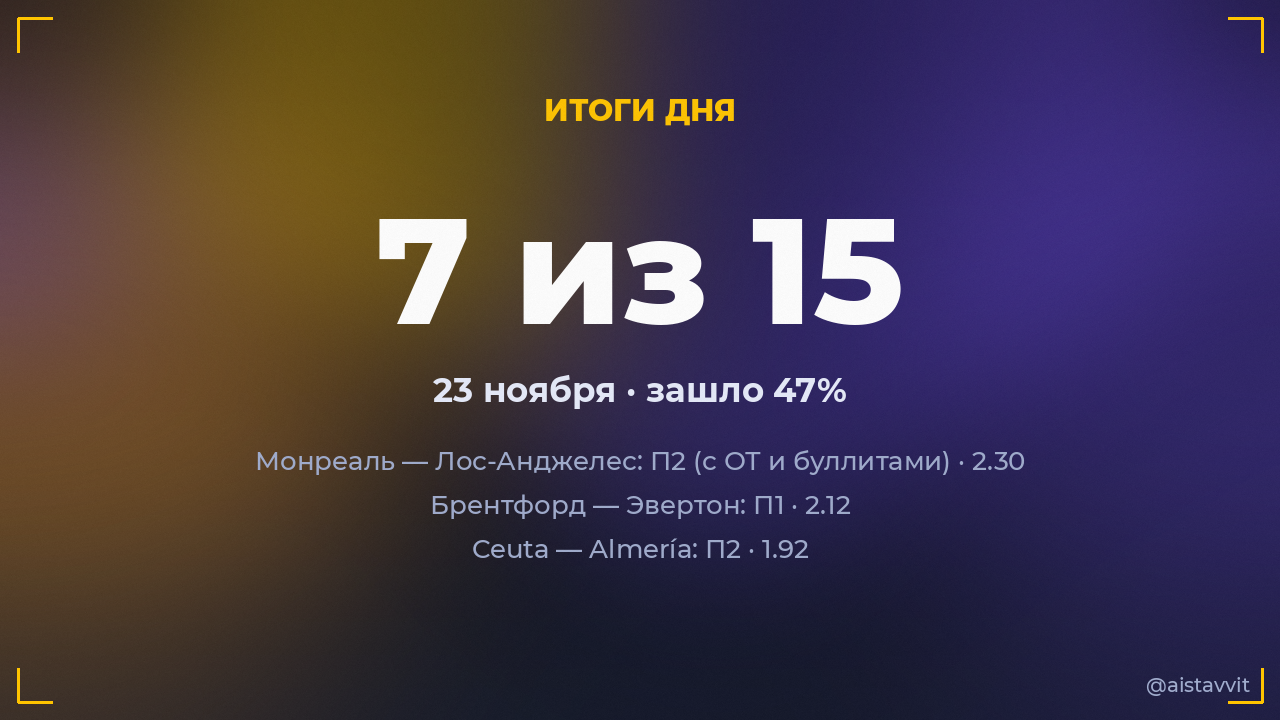 ИТОГИ ДНЯ
7 из 15
23 ноября · зашло 47%
Монреаль — Лос-Анджелес: П2 (с ОТ и буллитами) · 2.30
Брентфорд — Эвертон: П1 · 2.12
Ceuta — Almería: П2 · 1.92
@aistavvit